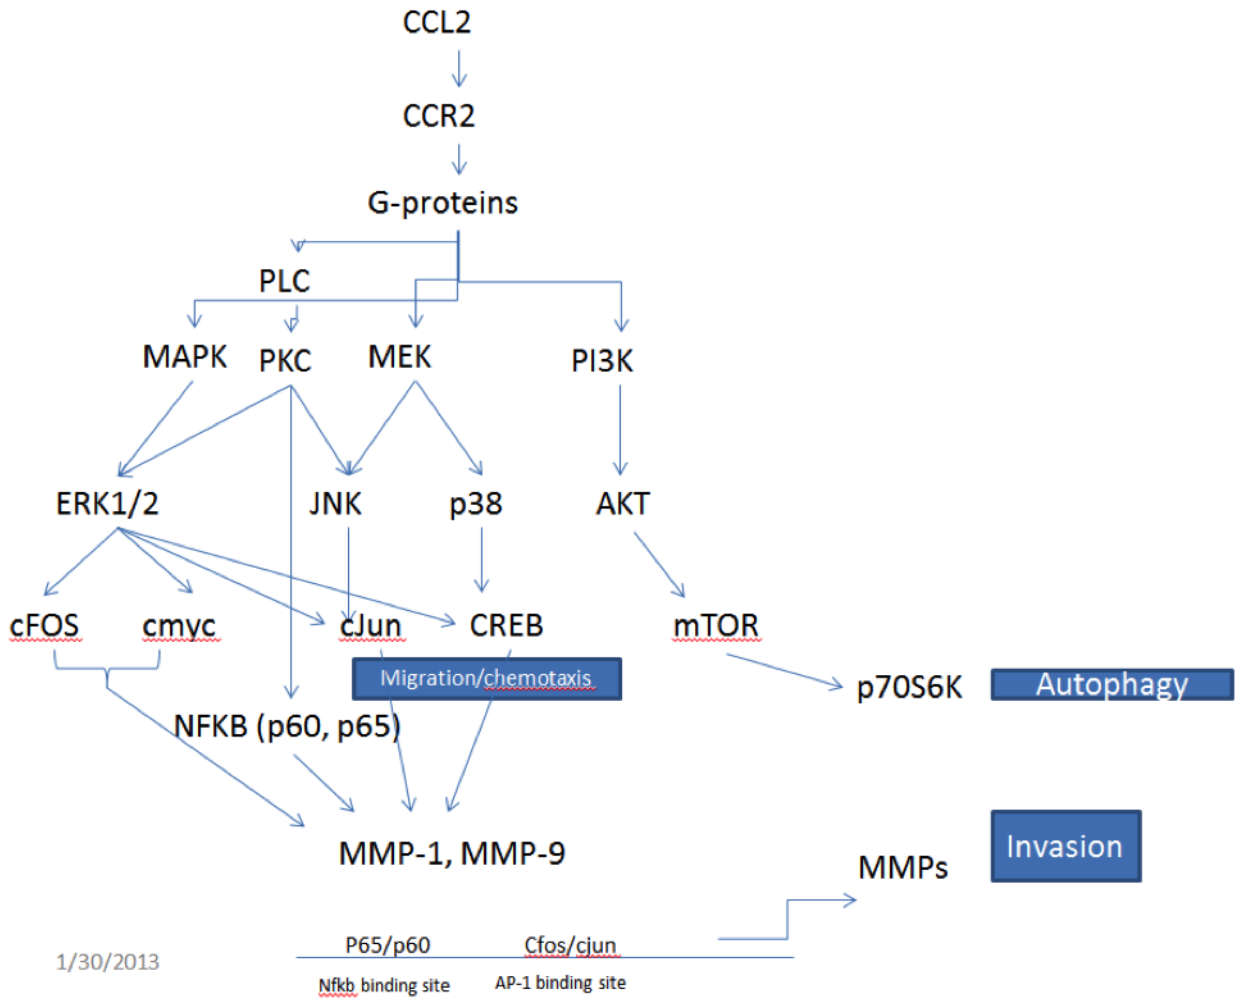 CCL2
CCR2
G-proteins
PLC
MAPK PKC MEK PI3K
ERK1/2 JNK p38 AKT
cFOS cmyc cJun CREB mTOR
Migration/chemotaxis p70S6K Autophagy
NFKB (p60, p65)
MMP-1, MMP-9 MMPs Invasion
P65/p60 Cfos/cjun
1/30/2013
Nfkb binding site AP-1 binding site